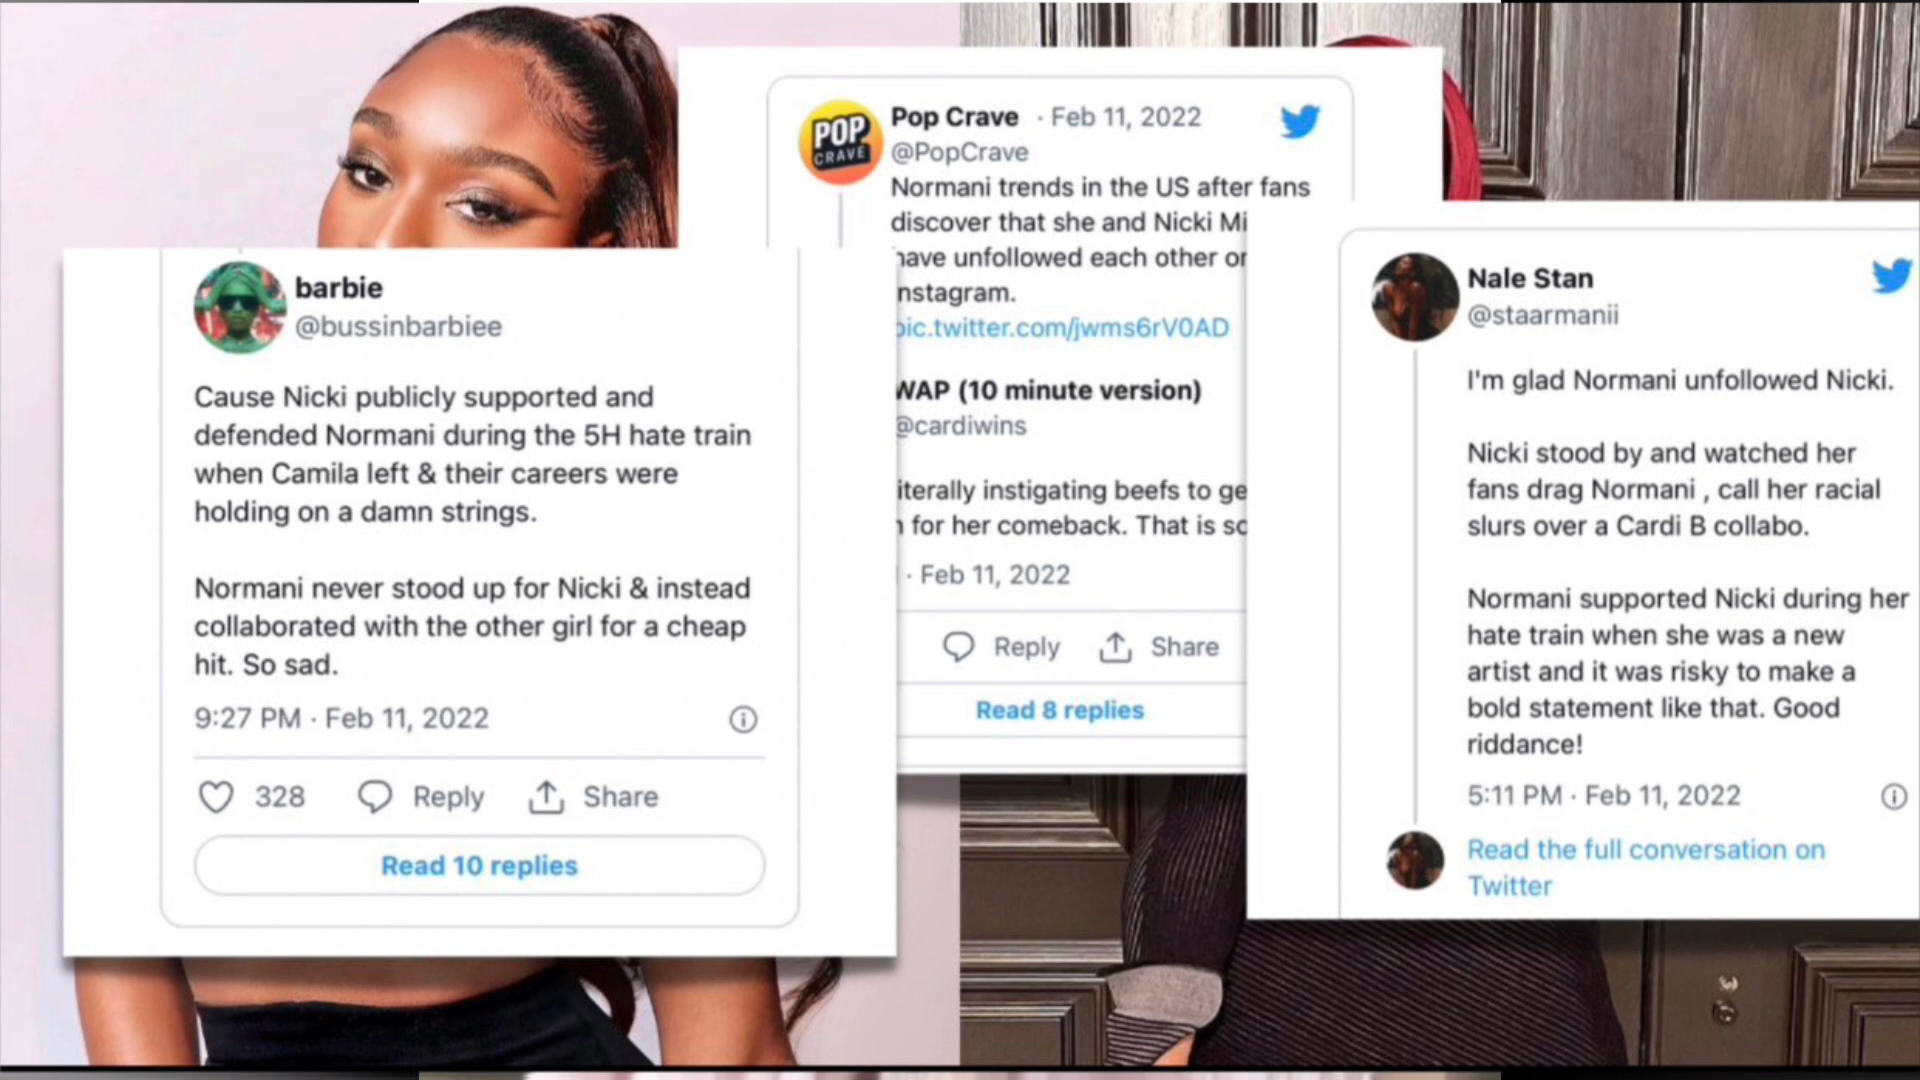 POP
CRAVE
Pop Crave · Feb 11, 2022
@PopCrave
Normani trends in the US after fans
discover that she and Nicki
have unfollowed each other
nstagram.
pic.twitter.com/jwms6rV0AD
WAP (10 minute version)
@cardiwins
iterally instigating beefs to
for her comeback. That is
· Feb 11, 2022
Reply Share
Read 8 replies
barbie
@bussinbarbiee
Cause Nicki publicly supported and
defended Normani during the 5H hate train
when Camila left & their careers were
holding on a damn strings.
Normani never stood up for Nicki & instead
collaborated with the other girl for a cheap
hit. So sad.
9:27 PM · Feb 11, 2022
328 Reply Share
Read 10 replies
Nale Stan
@staarmanii
I'm glad Normani unfollowed Nicki.
Nicki stood by and watched her
fans drag Normani , call her racial
slurs over a Cardi B collabo.
Normani supported Nicki during her
hate train when she was a new
artist and it was risky to make a
bold statement like that. Good
riddance!
5:11 PM · Feb 11, 2022
Read the full conversation on
Twitter